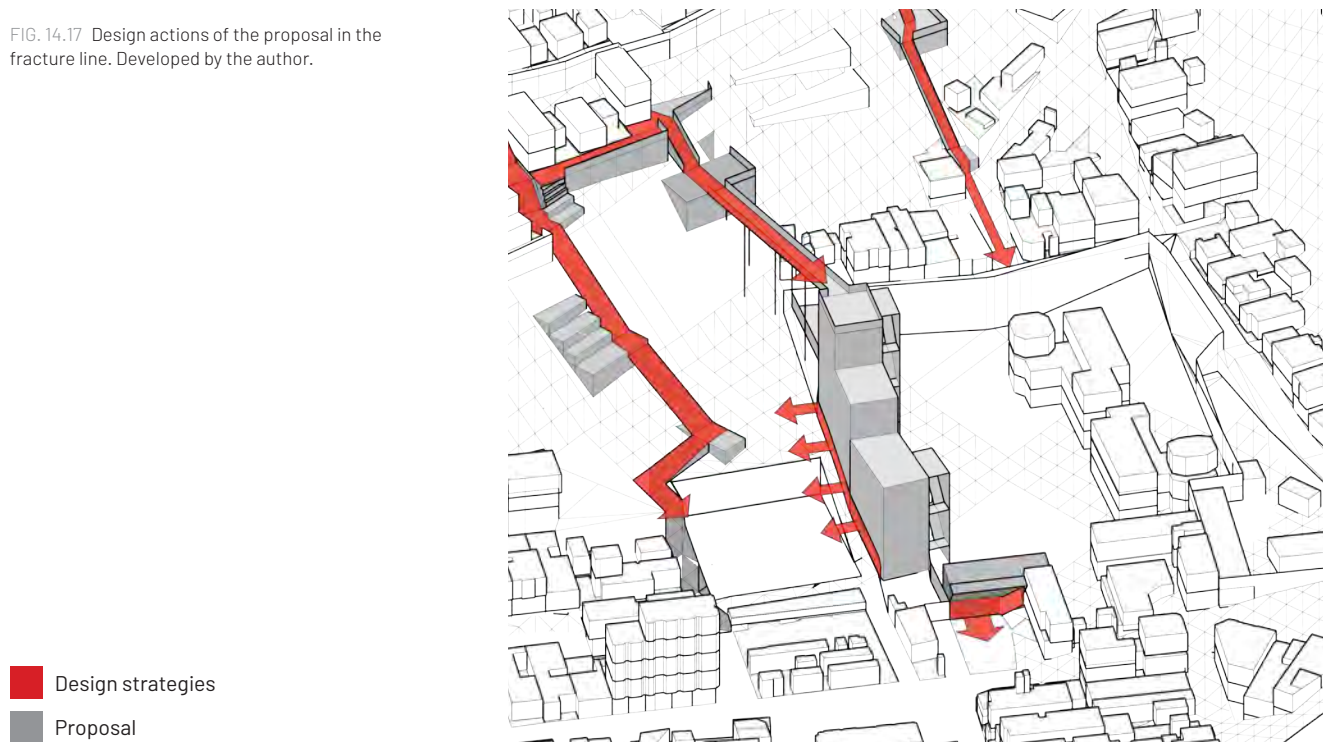 FIG. 14.17 Design actions of the proposal in the
fracture line. Developed by the author.
Design strategies
Proposal